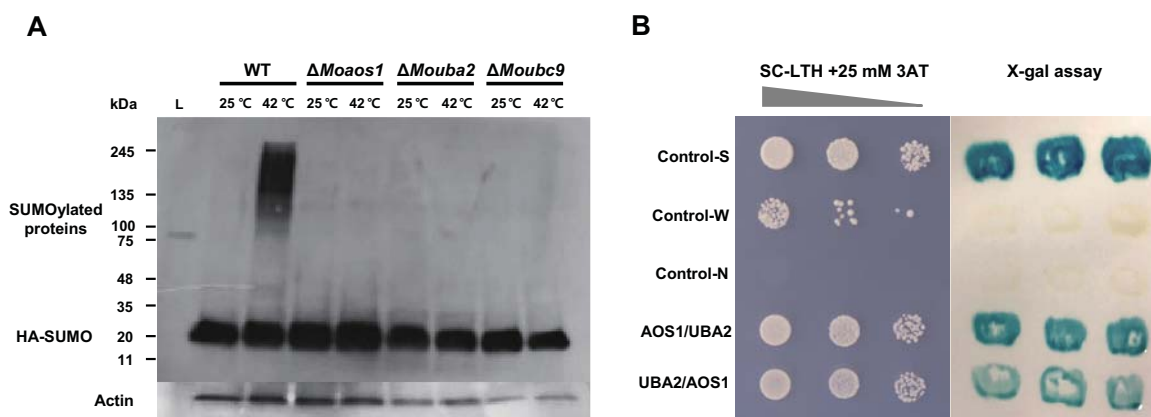 A
WT ΔMoaos1 ΔMouba2 ΔMoubc9
kDa L 25 ℃ 42 ℃ 25 ℃ 42 ℃ 25 ℃ 42 ℃ 25 ℃ 42 ℃
245
135
SUMOylated
proteins
100
75
48
35
HA-SUMO 20
11
Actin
B
SC-LTH +25 mM 3AT X-gal assay
Control-S
Control-W
Control-N
AOS1/UBA2
UBA2/AOS1